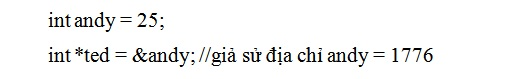 int andy = 25;
int *ted = &andy; //giả sử địa chỉ andy = 1776